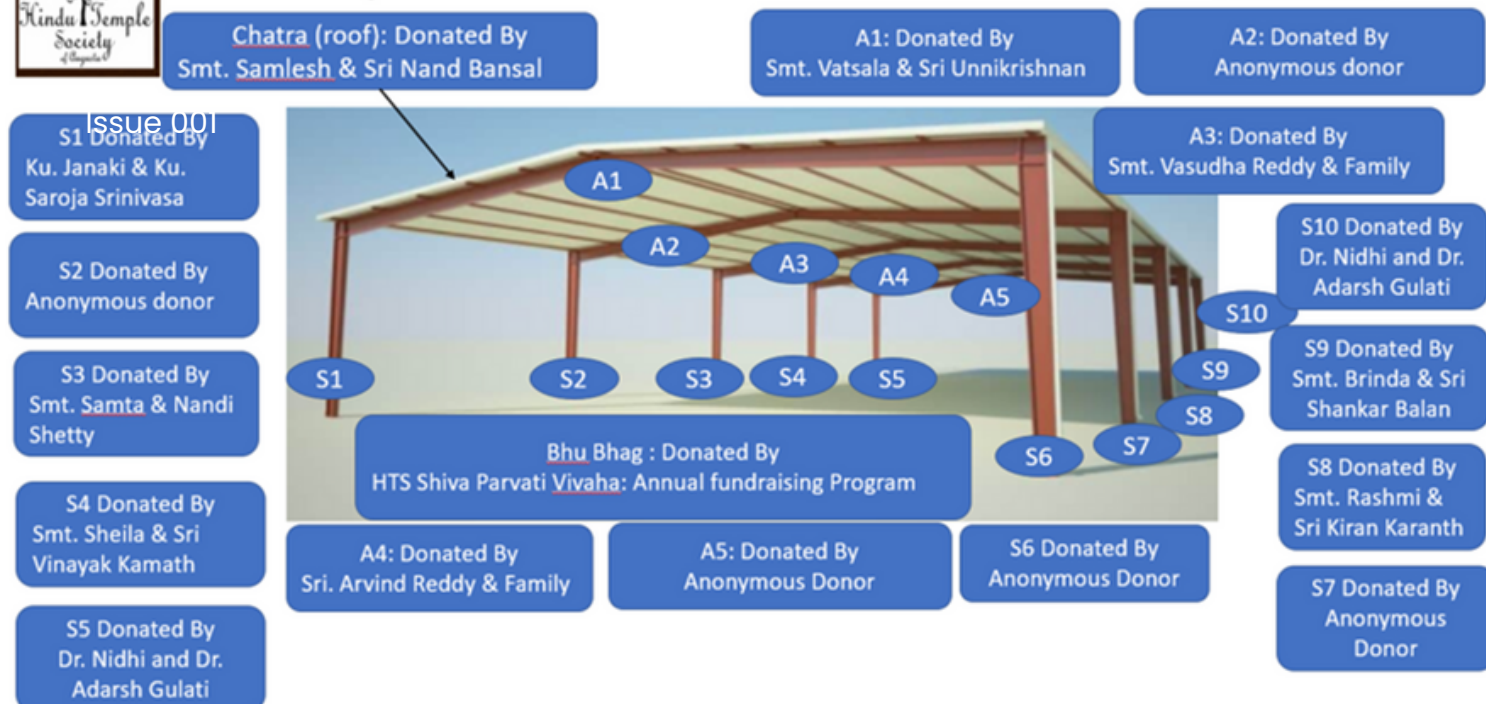 Hindu Temple
Society
of Augusta
Chatra (roof): Donated By
Smt. Samlesh & Sri Nand Bansal
A1: Donated By
Smt. Vatsala & Sri Unnikrishnan
A2: Donated By
Anonymous donor
Issue 001
S1 Donated By
Ku. Janaki & Ku.
Saroja Srinivasa
A3: Donated By
Smt. Vasudha Reddy & Family
S2 Donated By
Anonymous donor
S10 Donated By
Dr. Nidhi and Dr.
Adarsh Gulati
S3 Donated By
Smt. Samta & Nandi
Shetty
S9 Donated By
Smt. Brinda & Sri
Shankar Balan
A1
A2
A3
A4
A5
S10
S1
S2
S3
S4
S5
S9
S8
S7
S6
Bhu Bhag : Donated By
HTS Shiva Parvati Vivaha: Annual fundraising Program
S4 Donated By
Smt. Sheila & Sri
Vinayak Kamath
S8 Donated By
Smt. Rashmi &
Sri Kiran Karanth
A4: Donated By
Sri. Arvind Reddy & Family
A5: Donated By
Anonymous Donor
S6 Donated By
Anonymous Donor
S7 Donated By
Anonymous
Donor
S5 Donated By
Dr. Nidhi and Dr.
Adarsh Gulati